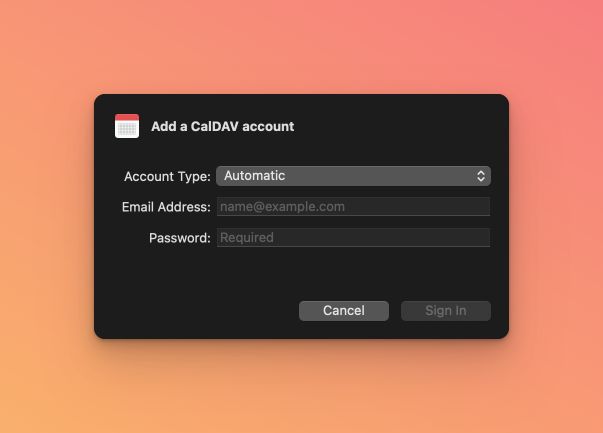 Add a CalDAV account
Account Type: Automatic
Email Address: name@example.com
Password: Required
Cancel Sign In